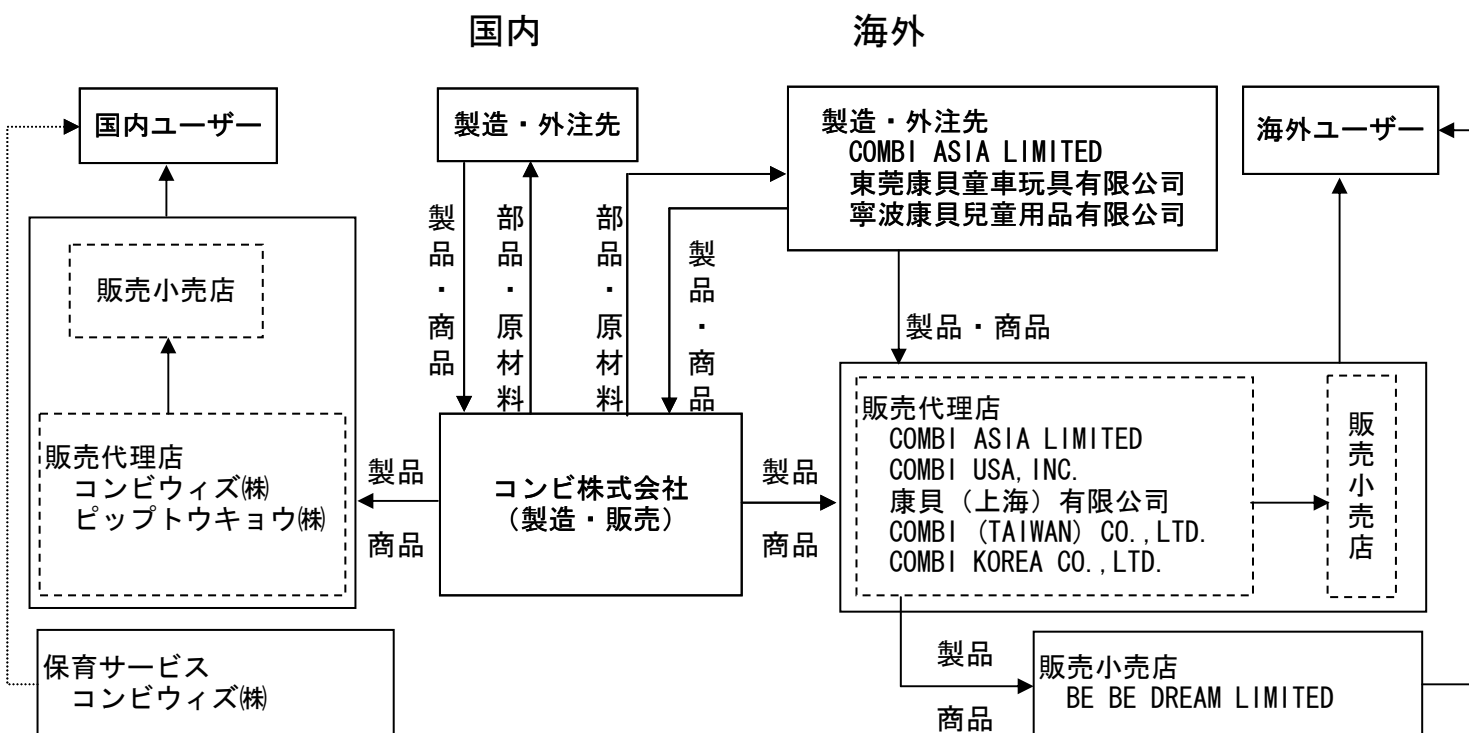 国内
海外
国内ユーザー
製造・外注先
製造・外注先
COMBI ASIA LIMITED
東莞康貝童車玩具有限公司
寧波康貝兒童用品有限公司
海外ユーザー
製品・商品
部品・原材料
部品・原材料
製品・商品
製品・商品
販売小売店
販売代理店
コンビウィズ㈱
ピップトウキョウ㈱
製品
商品
コンビ株式会社
(製造・販売)
製品
商品
販売代理店
COMBI ASIA LIMITED
COMBI USA,INC.
康貝(上海)有限公司
COMBI (TAIWAN) CO.,LTD.
COMBI KOREA CO.,LTD.
販売小売店
保育サービス
コンビウィズ㈱
製品
商品
販売小売店
BE BE DREAM LIMITED